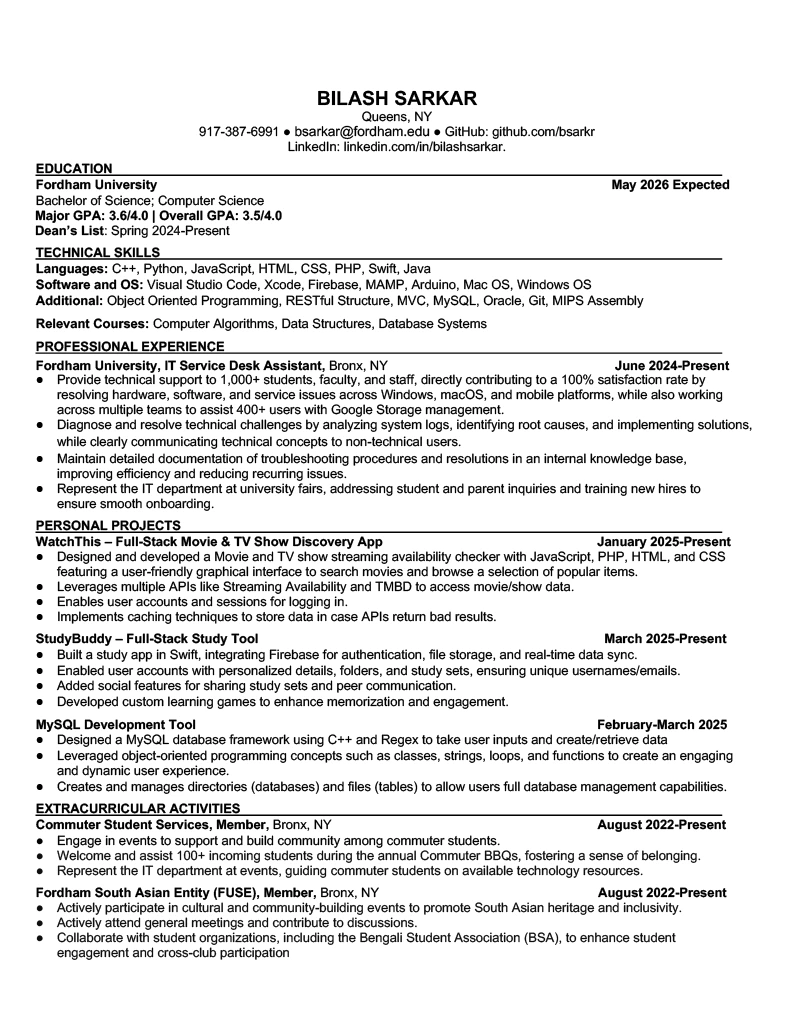 BILASH SARKAR
Queens, NY
917-387-6991 ● bsarkar@fordham.edu ● GitHub: github.com/bsarkr
LinkedIn: linkedin.com/in/bilashsarkar.
EDUCATION
Fordham University May 2026 Expected
Bachelor of Science; Computer Science
Major GPA: 3.6/4.0 | Overall GPA: 3.5/4.0
Dean's List: Spring 2024-Present
TECHNICAL SKILLS
Languages: C++, Python, JavaScript, HTML, CSS, PHP, Swift, Java
Software and OS: Visual Studio Code, Xcode, Firebase, MAMP, Arduino, Mac OS, Windows OS
Additional: Object Oriented Programming, RESTful Structure, MVC, MySQL, Oracle, Git, MIPS Assembly
Relevant Courses: Computer Algorithms, Data Structures, Database Systems
PROFESSIONAL EXPERIENCE
Fordham University, IT Service Desk Assistant, Bronx, NY June 2024-Present
● Provide technical support to 1,000+ students, faculty, and staff, directly contributing to a 100% satisfaction rate by
resolving hardware, software, and service issues across Windows, macOS, and mobile platforms, while also working
across multiple teams to assist 400+ users with Google Storage management.
● Diagnose and resolve technical challenges by analyzing system logs, identifying root causes, and implementing solutions,
while clearly communicating technical concepts to non-technical users.
● Maintain detailed documentation of troubleshooting procedures and resolutions in an internal knowledge base,
improving efficiency and reducing recurring issues.
● Represent the IT department at university fairs, addressing student and parent inquiries and training new hires to
ensure smooth onboarding.
PERSONAL PROJECTS
WatchThis – Full-Stack Movie & TV Show Discovery App January 2025-Present
● Designed and developed a Movie and TV show streaming availability checker with JavaScript, PHP, HTML, and CSS
featuring a user-friendly graphical interface to search movies and browse a selection of popular items.
● Leverages multiple APIs like Streaming Availability and TMBD to access movie/show data.
● Enables user accounts and sessions for logging in.
● Implements caching techniques to store data in case APIs return bad results.
StudyBuddy – Full-Stack Study Tool March 2025-Present
● Built a study app in Swift, integrating Firebase for authentication, file storage, and real-time data sync.
● Enabled user accounts with personalized details, folders, and study sets, ensuring unique usernames/emails.
● Added social features for sharing study sets and peer communication.
● Developed custom learning games to enhance memorization and engagement.
MySQL Development Tool February-March 2025
● Designed a MySQL database framework using C++ and Regex to take user inputs and create/retrieve data
● Leveraged object-oriented programming concepts such as classes, strings, loops, and functions to create an engaging
and dynamic user experience.
● Creates and manages directories (databases) and files (tables) to allow users full database management capabilities.
EXTRACURRICULAR ACTIVITIES
Commuter Student Services, Member, Bronx, NY August 2022-Present
● Engage in events to support and build community among commuter students.
● Welcome and assist 100+ incoming students during the annual Commuter BBQs, fostering a sense of belonging.
● Represent the IT department at events, guiding commuter students on available technology resources.
Fordham South Asian Entity (FUSE), Member, Bronx, NY August 2022-Present
● Actively participate in cultural and community-building events to promote South Asian heritage and inclusivity.
● Actively attend general meetings and contribute to discussions.
● Collaborate with student organizations, including the Bengali Student Association (BSA), to enhance student
engagement and cross-club participation